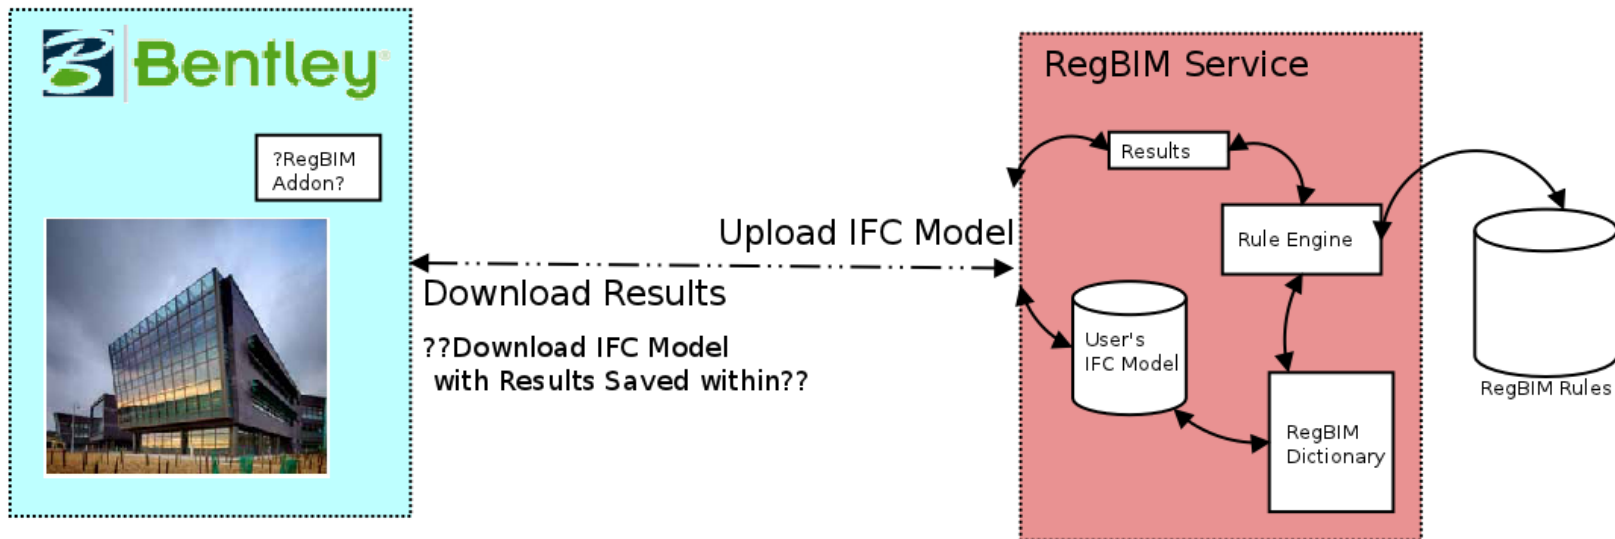 Bentley
?RegBIM
Addon?
Upload IFC Model
Download Results
??Download IFC Model
with Results Saved within??
RegBIM Service
Results
Rule Engine
User's
IFC Model
RegBIM
Dictionary
RegBIM Rules